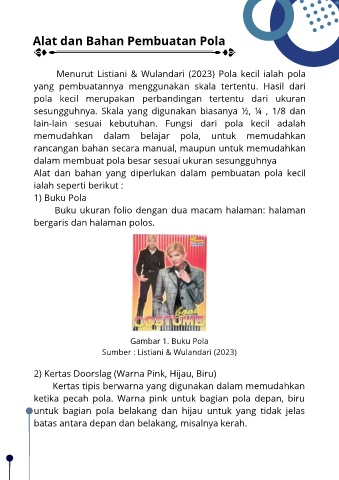 Alat dan Bahan Pembuatan Pola
Menurut Listiani & Wulandari (2023) Pola kecil ialah pola
yang pembuatannya menggunakan skala tertentu. Hasil dari
pola kecil merupakan perbandingan tertentu dari ukuran
sesungguhnya. Skala yang digunakan biasanya ½, ¼ , 1/8 dan
lain-lain sesuai kebutuhan. Fungsi dari pola kecil adalah
memudahkan dalam belajar pola, untuk memudahkan
rancangan bahan secara manual, maupun untuk memudahkan
dalam membuat pola besar sesuai ukuran sesungguhnya
Alat dan bahan yang diperlukan dalam pembuatan pola kecil
ialah seperti berikut :
1) Buku Pola
Buku ukuran folio dengan dua macam halaman: halaman
bergaris dan halaman polos.
book
COSTUME
Gambar 1. Buku Pola
Sumber : Listiani & Wulandari (2023)
2) Kertas Doorslag (Warna Pink, Hijau, Biru)
Kertas tipis berwarna yang digunakan dalam memudahkan
ketika pecah pola. Warna pink untuk bagian pola depan, biru
untuk bagian pola belakang dan hijau untuk yang tidak jelas
batas antara depan dan belakang, misalnya kerah.